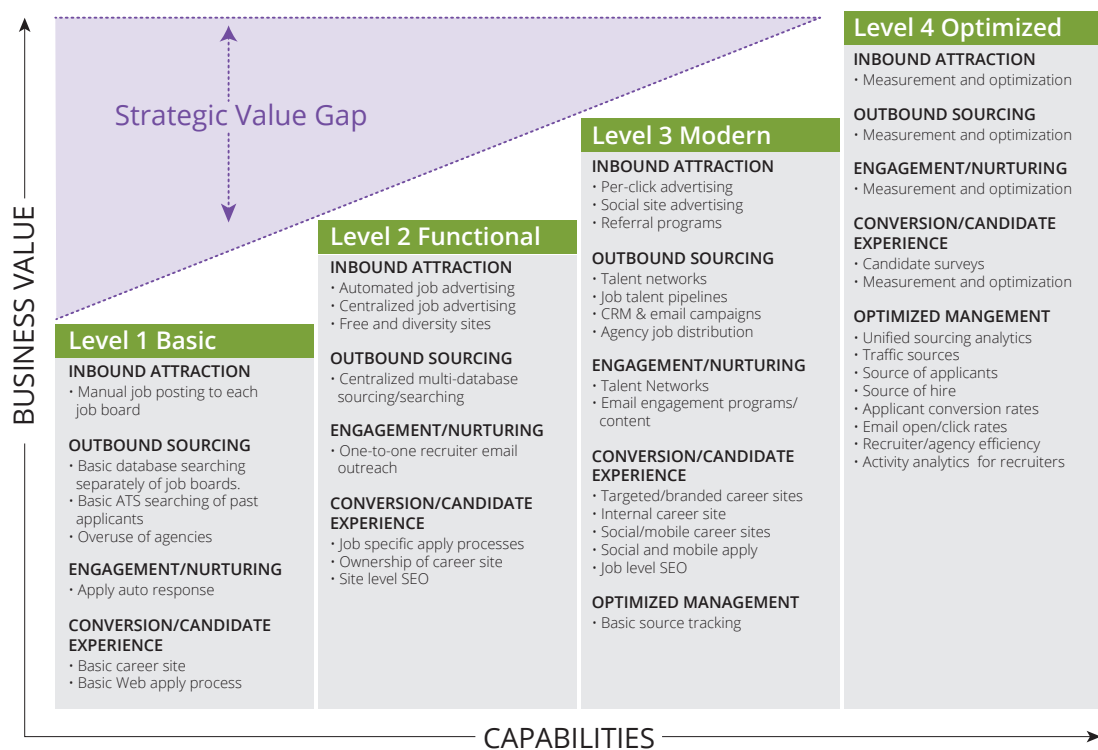 BUSINESS VALUE
Strategic Value Gap
Level 1 Basic
INBOUND ATTRACTION
• Manual job posting to each
job board
OUTBOUND SOURCING
• Basic database searching
separately of job boards.
• Basic ATS searching of past
applicants
• Overuse of agencies
ENGAGEMENT/NURTURING
• Apply auto response
CONVERSION/CANDIDATE
EXPERIENCE
• Basic career site
• Basic Web apply process
Level 2 Functional
INBOUND ATTRACTION
• Automated job advertising
• Centralized job advertising
• Free and diversity sites
OUTBOUND SOURCING
• Centralized multi-database
sourcing/searching
ENGAGEMENT/NURTURING
• One-to-one recruiter email
outreach
CONVERSION/CANDIDATE
EXPERIENCE
• Job specific apply processes
• Ownership of career site
• Site level SEO
Level 3 Modern
INBOUND ATTRACTION
• Per-click advertising
• Social site advertising
• Referral programs
OUTBOUND SOURCING
• Talent networks
• Job talent pipelines
• CRM & email campaigns
• Agency job distribution
ENGAGEMENT/NURTURING
• Talent Networks
• Email engagement programs/
content
CONVERSION/CANDIDATE
EXPERIENCE
• Targeted/branded career sites
• Internal career site
• Social/mobile career sites
• Social and mobile apply
• Job level SEO
OPTIMIZED MANAGEMENT
• Basic source tracking
Level 4 Optimized
INBOUND ATTRACTION
• Measurement and optimization
OUTBOUND SOURCING
• Measurement and optimization
ENGAGEMENT/NURTURING
• Measurement and optimization
CONVERSION/CANDIDATE
EXPERIENCE
• Candidate surveys
• Measurement and optimization
OPTIMIZED MANGEMENT
• Unified sourcing analytics
• Traffic sources
• Source of applicants
• Source of hire
• Applicant conversion rates
• Email open/click rates
• Recruiter/agency efficiency
• Activity analytics for recruiters
CAPABILITIES